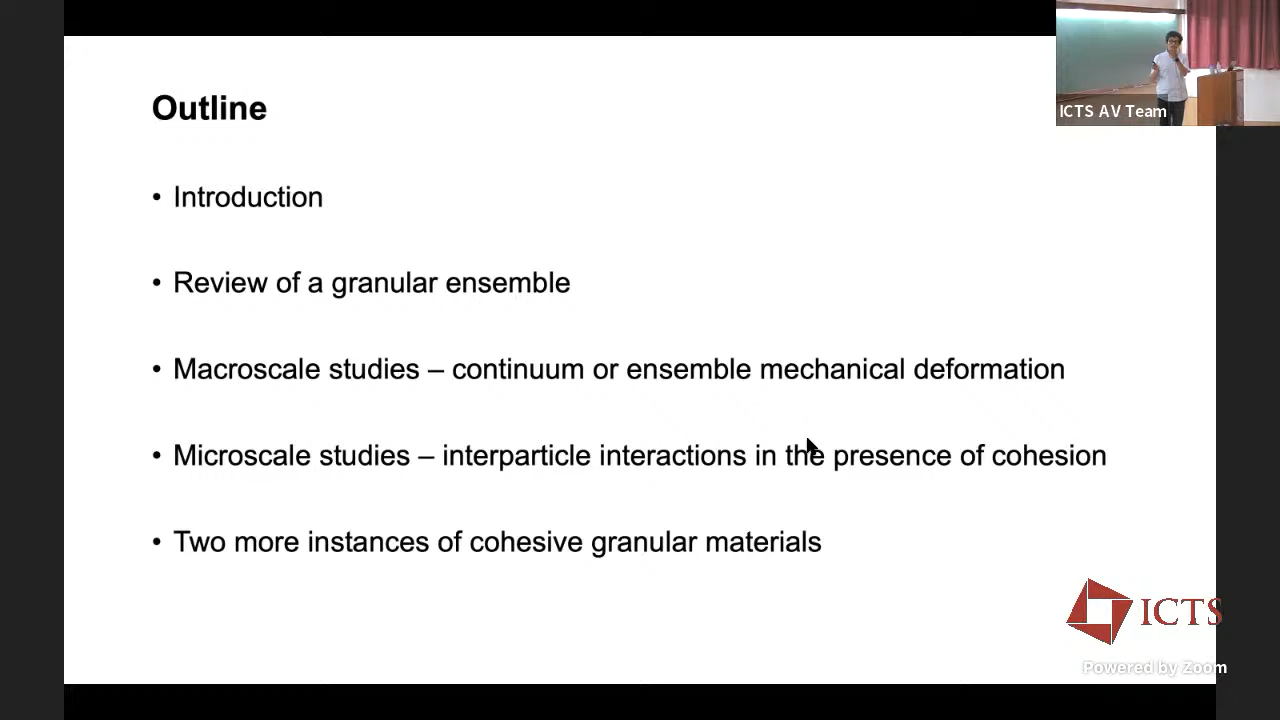 Outline
ICTS AV Team
• Introduction
• Review of a granular ensemble
• Macroscale studies – continuum or ensemble mechanical deformation
• Microscale studies – interparticle interactions in the presence of cohesion
• Two more instances of cohesive granular materials
ICTS
Powered by Zoom